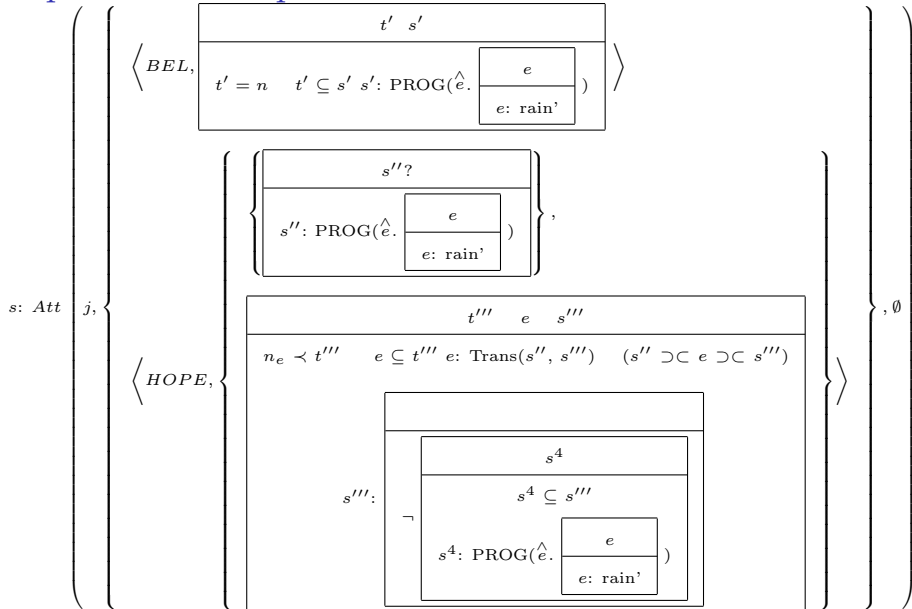 t′ s′
⟨BEL, t′ = n t′ ⊆ s′ s′: PROG(^e. ) ⟩
e
e: rain'
s′′?
s′′: PROG(^e. ) ,
e
e: rain'
s: Att ( j, { , ∅ )
t′′′ e s′′′
n_e ≺ t′′′ e ⊆ t′′′ e: Trans(s′′, s′′′) (s′′ ⊃⊂ e ⊃⊂ s′′′)
⟨HOPE, ⟩
s⁴
s⁴ ⊆ s′′′
s′′′: ¬
s⁴: PROG(^e. )
e
e: rain'